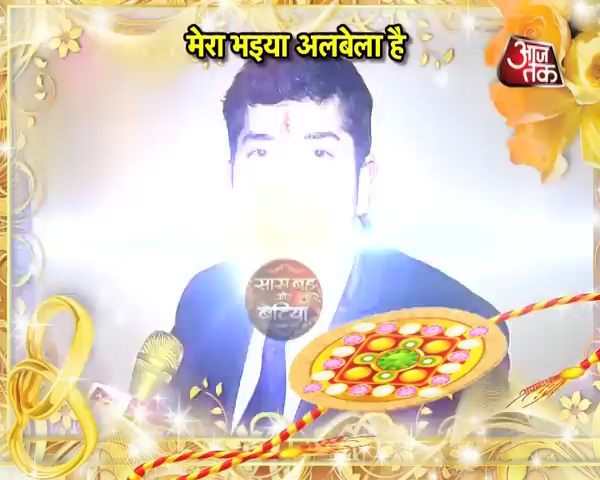 मेरा भइया अलबेला है
आज
तक
सास बहू
और
बेटियां